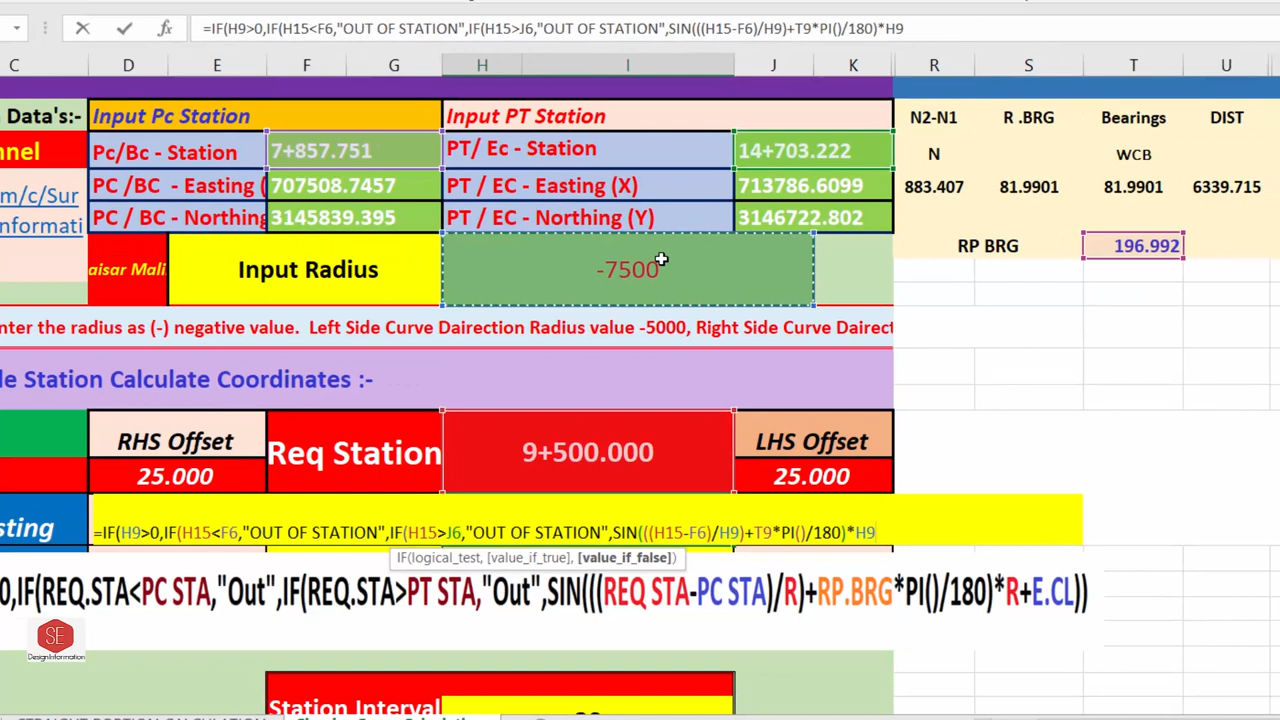 =IF(H9>0,IF(H15<F6,"OUT OF STATION",IF(H15>J6,"OUT OF STATION",SIN(((H15-F6)/H9)+T9*PI()/180)*H9
C D E F G H I J K R S T U
Data's:- Input Pc Station Input PT Station N2-N1 R .BRG Bearings DIST
nnel Pc/Bc - Station 7+857.751 PT/ Ec - Station 14+703.222 N WCB
m/c/Sur PC /BC - Easting ( 707508.7457 PT / EC - Easting (X) 713786.6099 883.407 81.9901 81.9901 6339.715
nformati PC / BC - Northing 3145839.395 PT / EC - Northing (Y) 3146722.802
RP BRG 196.992
aisar Mali Input Radius -7500
nter the radius as (-) negative value. Left Side Curve Dairection Radius value -5000, Right Side Curve Dairect
le Station Calculate Coordinates :-
RHS Offset Req Station 9+500.000 LHS Offset
25.000 25.000
sting =IF(H9>0,IF(H15<F6,"OUT OF STATION",IF(H15>J6,"OUT OF STATION",SIN(((H15-F6)/H9)+T9*PI()/180)*H9
IF(logical_test, [value_if_true], [value_if_false])
0,IF(REQ.STA<PC STA,"Out",IF(REQ.STA>PT STA,"Out",SIN(((REQ STA-PC STA)/R)+RP.BRG*PI()/180)*R+E.CL))
SE
DesignInformation
Station Interval